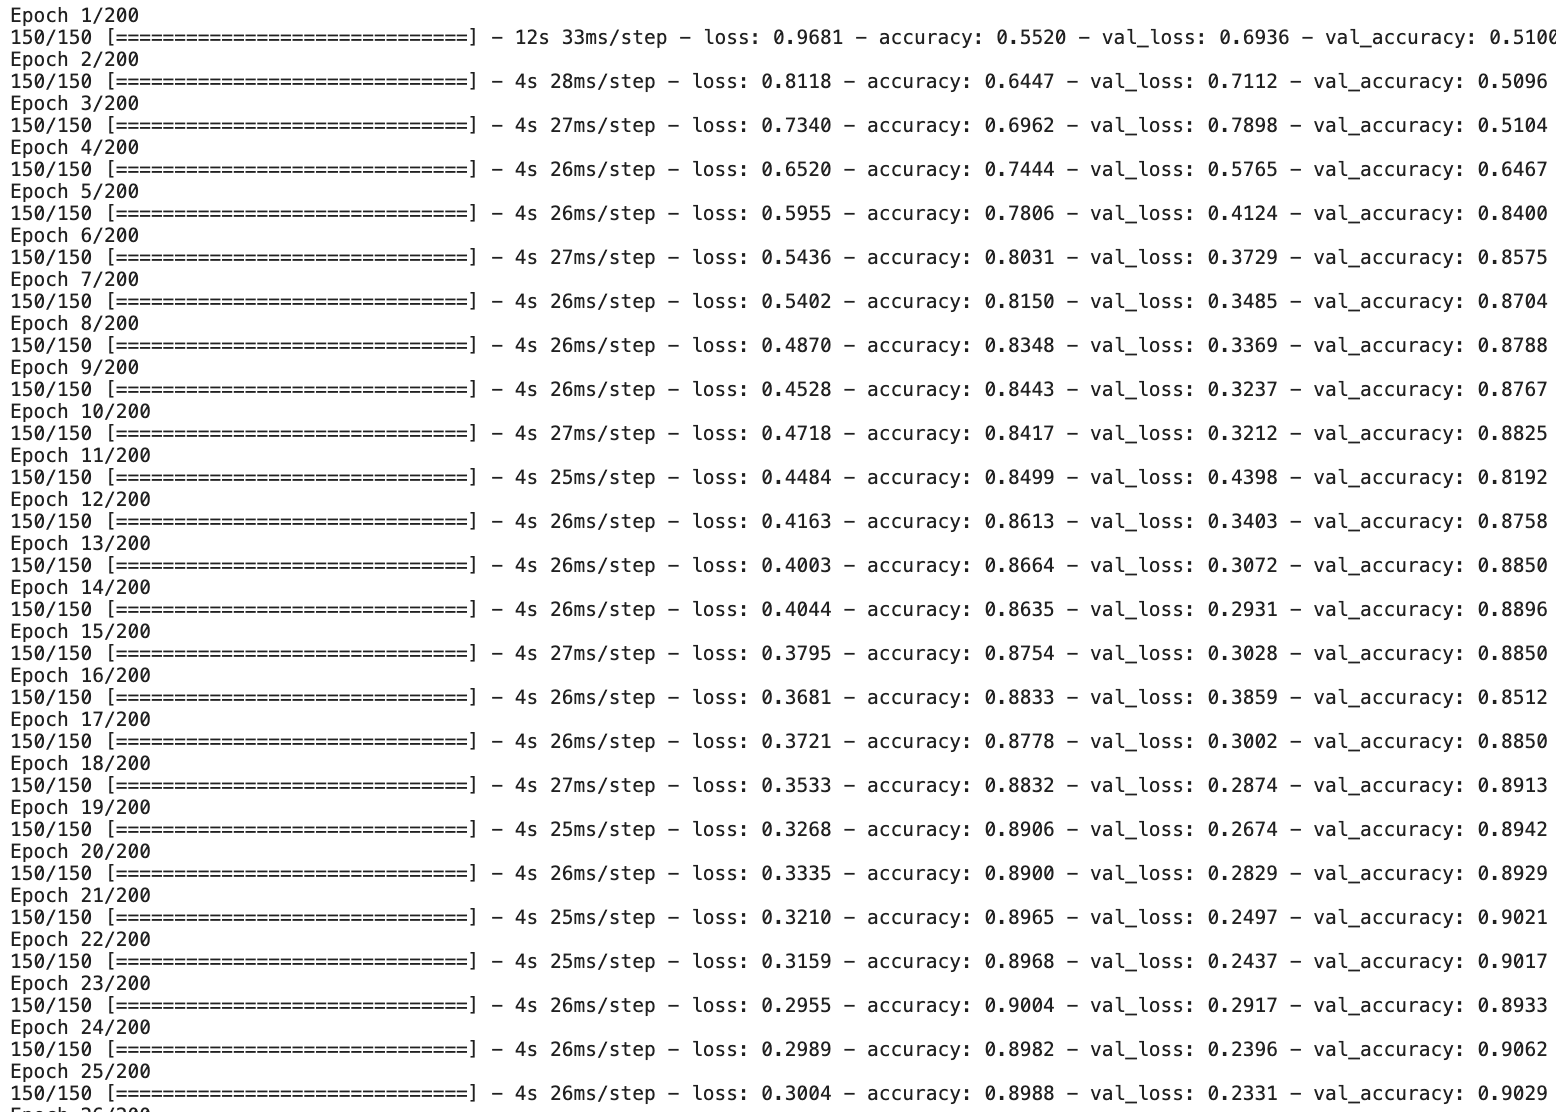 Epoch 1/200
150/150 [==============================] - 12s 33ms/step - loss: 0.9681 - accuracy: 0.5520 - val_loss: 0.6936 - val_accuracy: 0.5100
Epoch 2/200
150/150 [==============================] - 4s 28ms/step - loss: 0.8118 - accuracy: 0.6447 - val_loss: 0.7112 - val_accuracy: 0.5096
Epoch 3/200
150/150 [==============================] - 4s 27ms/step - loss: 0.7340 - accuracy: 0.6962 - val_loss: 0.7898 - val_accuracy: 0.5104
Epoch 4/200
150/150 [==============================] - 4s 26ms/step - loss: 0.6520 - accuracy: 0.7444 - val_loss: 0.5765 - val_accuracy: 0.6467
Epoch 5/200
150/150 [==============================] - 4s 26ms/step - loss: 0.5955 - accuracy: 0.7806 - val_loss: 0.4124 - val_accuracy: 0.8400
Epoch 6/200
150/150 [==============================] - 4s 27ms/step - loss: 0.5436 - accuracy: 0.8031 - val_loss: 0.3729 - val_accuracy: 0.8575
Epoch 7/200
150/150 [==============================] - 4s 26ms/step - loss: 0.5402 - accuracy: 0.8150 - val_loss: 0.3485 - val_accuracy: 0.8704
Epoch 8/200
150/150 [==============================] - 4s 26ms/step - loss: 0.4870 - accuracy: 0.8348 - val_loss: 0.3369 - val_accuracy: 0.8788
Epoch 9/200
150/150 [==============================] - 4s 26ms/step - loss: 0.4528 - accuracy: 0.8443 - val_loss: 0.3237 - val_accuracy: 0.8767
Epoch 10/200
150/150 [==============================] - 4s 27ms/step - loss: 0.4718 - accuracy: 0.8417 - val_loss: 0.3212 - val_accuracy: 0.8825
Epoch 11/200
150/150 [==============================] - 4s 25ms/step - loss: 0.4484 - accuracy: 0.8499 - val_loss: 0.4398 - val_accuracy: 0.8192
Epoch 12/200
150/150 [==============================] - 4s 26ms/step - loss: 0.4163 - accuracy: 0.8613 - val_loss: 0.3403 - val_accuracy: 0.8758
Epoch 13/200
150/150 [==============================] - 4s 26ms/step - loss: 0.4003 - accuracy: 0.8664 - val_loss: 0.3072 - val_accuracy: 0.8850
Epoch 14/200
150/150 [==============================] - 4s 26ms/step - loss: 0.4044 - accuracy: 0.8635 - val_loss: 0.2931 - val_accuracy: 0.8896
Epoch 15/200
150/150 [==============================] - 4s 27ms/step - loss: 0.3795 - accuracy: 0.8754 - val_loss: 0.3028 - val_accuracy: 0.8850
Epoch 16/200
150/150 [==============================] - 4s 26ms/step - loss: 0.3681 - accuracy: 0.8833 - val_loss: 0.3859 - val_accuracy: 0.8512
Epoch 17/200
150/150 [==============================] - 4s 26ms/step - loss: 0.3721 - accuracy: 0.8778 - val_loss: 0.3002 - val_accuracy: 0.8850
Epoch 18/200
150/150 [==============================] - 4s 27ms/step - loss: 0.3533 - accuracy: 0.8832 - val_loss: 0.2874 - val_accuracy: 0.8913
Epoch 19/200
150/150 [==============================] - 4s 25ms/step - loss: 0.3268 - accuracy: 0.8906 - val_loss: 0.2674 - val_accuracy: 0.8942
Epoch 20/200
150/150 [==============================] - 4s 26ms/step - loss: 0.3335 - accuracy: 0.8900 - val_loss: 0.2829 - val_accuracy: 0.8929
Epoch 21/200
150/150 [==============================] - 4s 25ms/step - loss: 0.3210 - accuracy: 0.8965 - val_loss: 0.2497 - val_accuracy: 0.9021
Epoch 22/200
150/150 [==============================] - 4s 25ms/step - loss: 0.3159 - accuracy: 0.8968 - val_loss: 0.2437 - val_accuracy: 0.9017
Epoch 23/200
150/150 [==============================] - 4s 26ms/step - loss: 0.2955 - accuracy: 0.9004 - val_loss: 0.2917 - val_accuracy: 0.8933
Epoch 24/200
150/150 [==============================] - 4s 26ms/step - loss: 0.2989 - accuracy: 0.8982 - val_loss: 0.2396 - val_accuracy: 0.9062
Epoch 25/200
150/150 [==============================] - 4s 26ms/step - loss: 0.3004 - accuracy: 0.8988 - val_loss: 0.2331 - val_accuracy: 0.9029